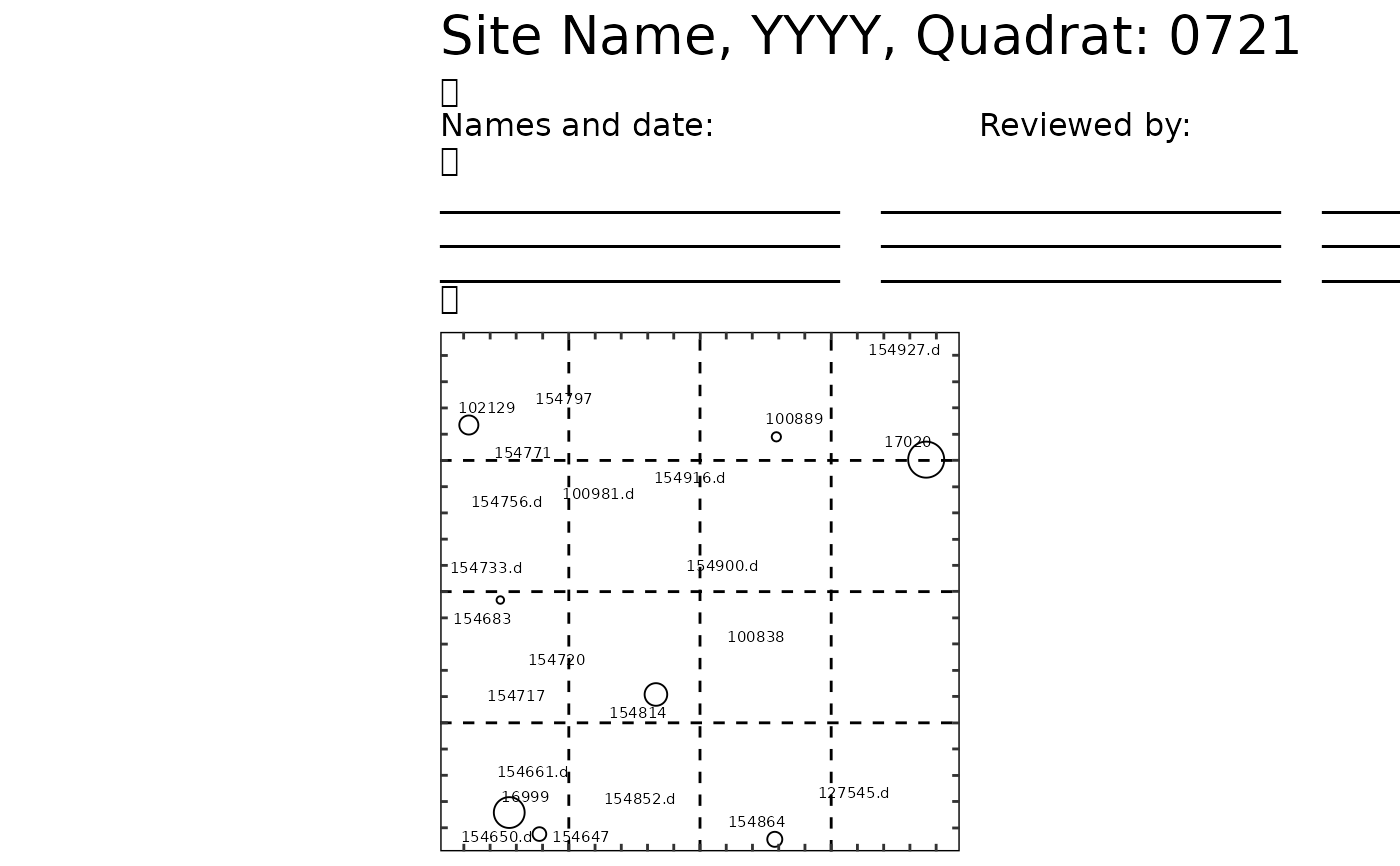 Site Name, YYYY, Quadrat: 0721
Names and date: Reviewed by:
154927.d
154797
102129
100889
17020
154771
154916.d
100981.d
154756.d
154900.d
154733.d
154683
100838
154720
154717
154814
154661.d
127545.d
16999
154852.d
154864
154650.d
154647